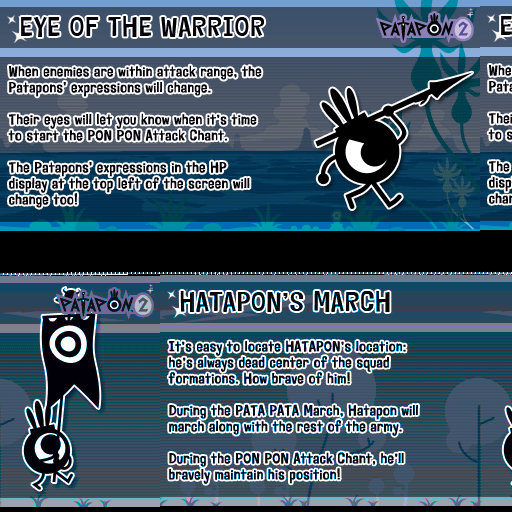 EYE OF THE WARRIOR
PATAPON 2
When enemies are within attack range, the
Patapons' expressions will change.
Their eyes will let you know when it's time
to start the PON PON Attack Chant.
The Patapons' expressions in the HP
display at the top left of the screen will
change too!
E
Whe
Pata
Thei
to s
The
disp
char
PATAPON 2
HATAPON'S MARCH
It's easy to locate HATAPON's location:
he's always dead center of the squad
formations. How brave of him!
During the PATA PATA March, Hatapon will
march along with the rest of the army.
During the PON PON Attack Chant, he'll
bravely maintain his position!